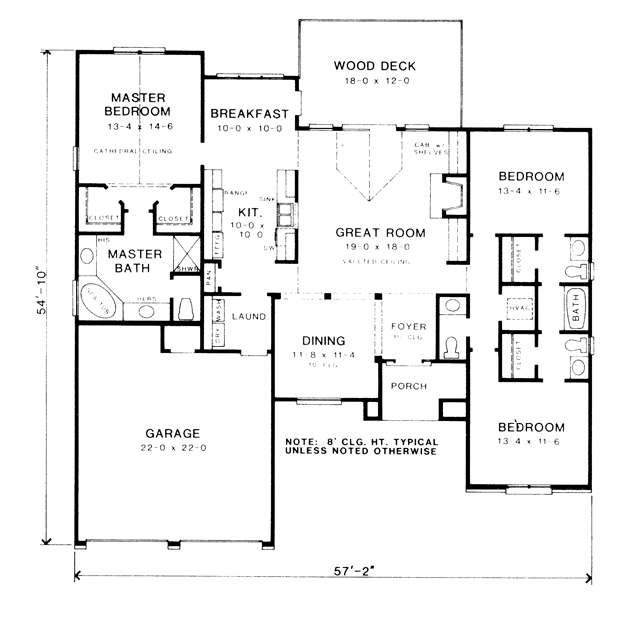 WOOD DECK
18-0 x 12-0
MASTER
BEDROOM
13-4 x 14-6
CATHEDRAL CEILING
BREAKFAST
10-0 x 10-0
CAB w/
SHELVES
BEDROOM
13-4 x 11-6
CLOSET
CLOSET
RANGE
SINK
KIT.
10-0 x
10-0
REFG
DW
GREAT ROOM
19-0 x 18-0
VAULTED CEILING
HIS
MASTER
BATH
SHWR
SPA TUB
HERS
PAN
CLOSET
HVAC
BATH
WASH
DRY
LAUND
DINING
11-8 x 11-4
10' CLG
FOYER
CLG
CLOSET
PORCH
54'-10"
GARAGE
22-0 x 22-0
BEDROOM
13-4 x 11-6
NOTE: 8' CLG. HT. TYPICAL
UNLESS NOTED OTHERWISE
57'-2"